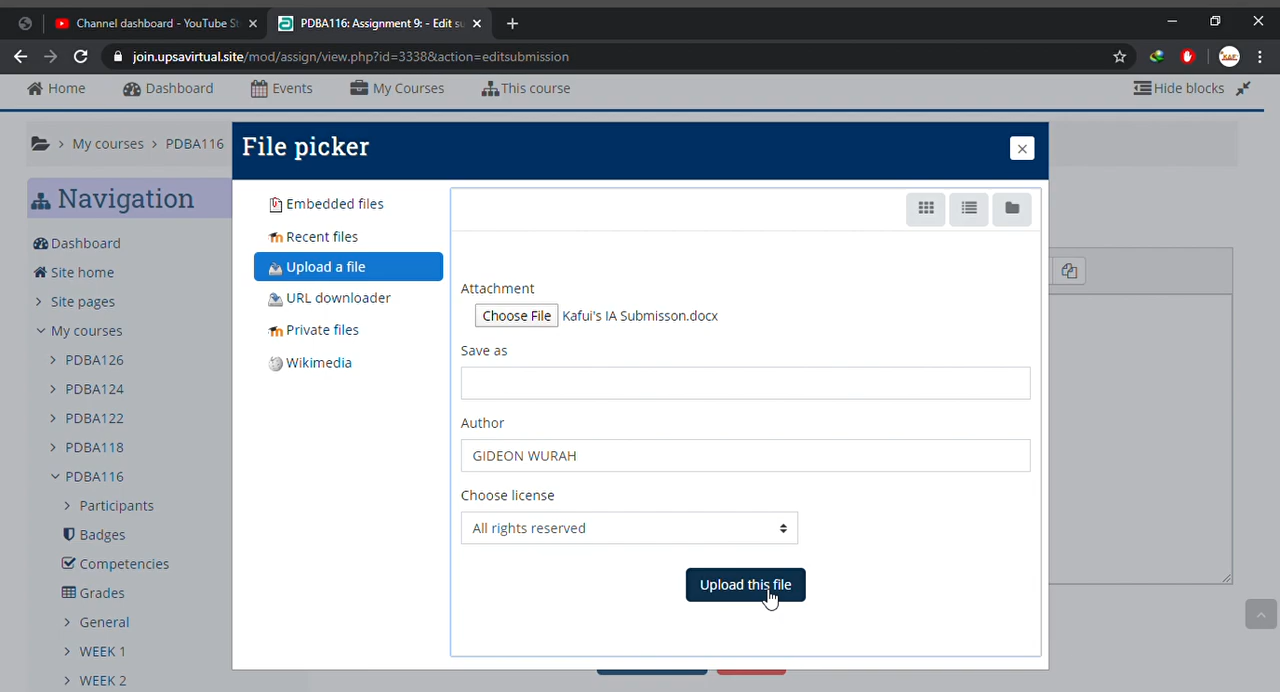 Channel dashboard - YouTube St
PDBA116: Assignment 9: - Edit su
join.upsavirtual.site/mod/assign/view.php?id=3338&action=editsubmission
Home
Dashboard
Events
My Courses
This course
Hide blocks
My courses
PDBA116
File picker
Navigation
Dashboard
Site home
Site pages
My courses
PDBA126
PDBA124
PDBA122
PDBA118
PDBA116
Participants
Badges
Competencies
Grades
General
WEEK 1
WEEK 2
Embedded files
Recent files
Upload a file
URL downloader
Private files
Wikimedia
Attachment
Choose File Kafui's IA Submisson.docx
Save as
Author
GIDEON WURAH
Choose license
All rights reserved
Upload this file